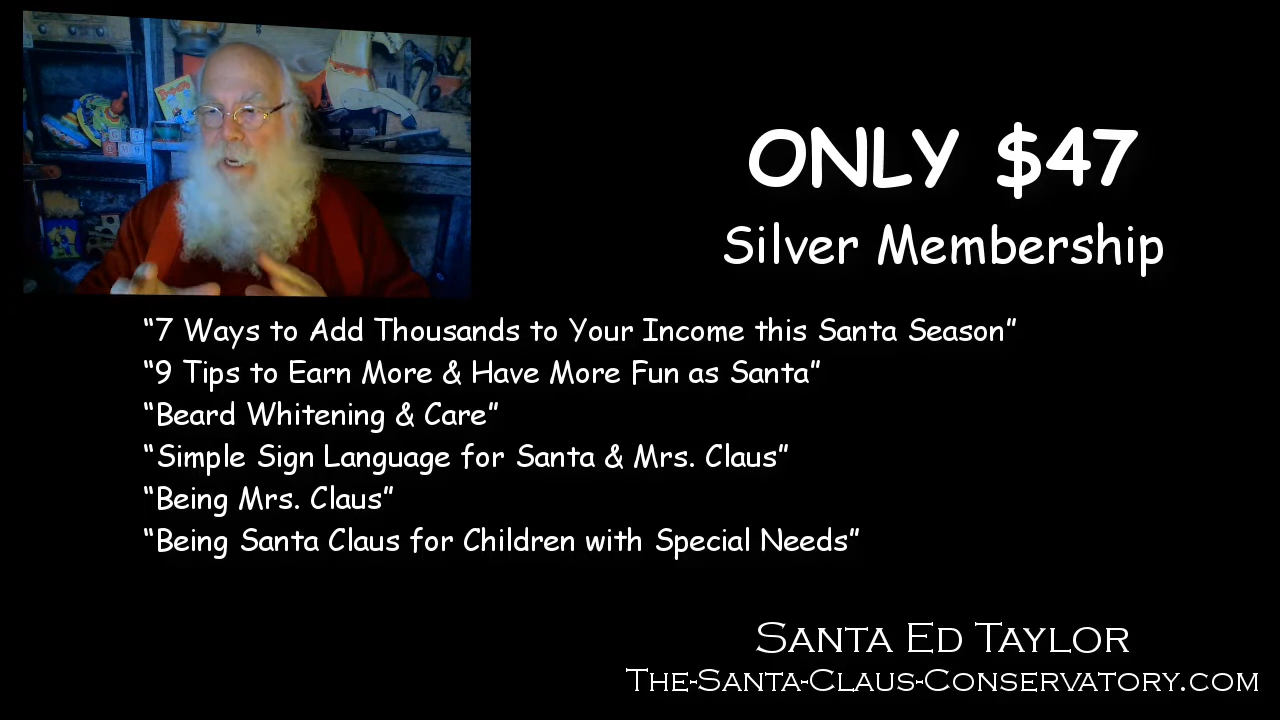 ONLY $47
Silver Membership
“7 Ways to Add Thousands to Your Income this Santa Season”
“9 Tips to Earn More & Have More Fun as Santa”
“Beard Whitening & Care”
“Simple Sign Language for Santa & Mrs. Claus”
“Being Mrs. Claus”
“Being Santa Claus for Children with Special Needs”
Santa Ed Taylor
The-Santa-Claus-Conservatory.com